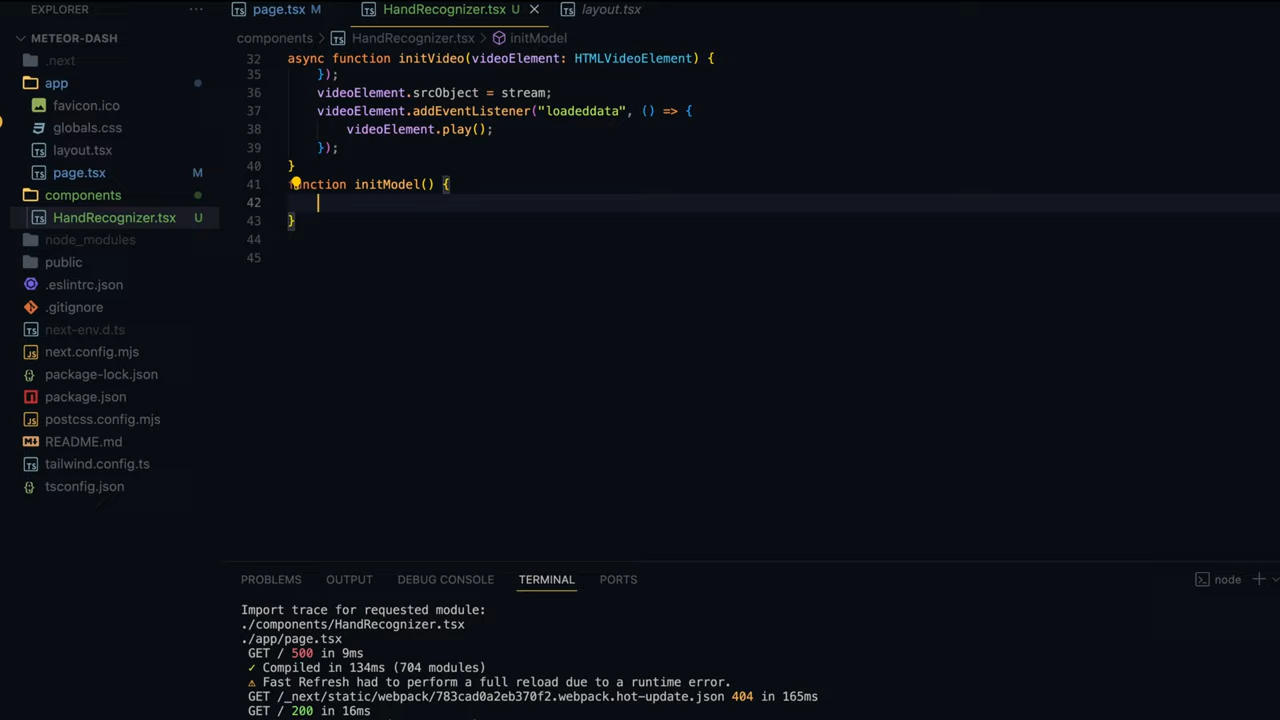 EXPLORER
page.tsx M
HandRecognizer.tsx U
layout.tsx
METEOR-DASH
.next
app
favicon.ico
globals.css
layout.tsx
page.tsx M
components
HandRecognizer.tsx U
node_modules
public
.eslintrc.json
.gitignore
next-env.d.ts
next.config.mjs
package-lock.json
package.json
postcss.config.mjs
README.md
tailwind.config.ts
tsconfig.json
components > HandRecognizer.tsx > initModel
32 async function initVideo(videoElement: HTMLVideoElement) {
35 });
36 videoElement.srcObject = stream;
37 videoElement.addEventListener("loadeddata", () => {
38 videoElement.play();
39 });
40 }
41 function initModel() {
42
43 }
44
45
PROBLEMS OUTPUT DEBUG CONSOLE TERMINAL PORTS
node
Import trace for requested module:
./components/HandRecognizer.tsx
./app/page.tsx
GET / 500 in 9ms
✓ Compiled in 134ms (704 modules)
⚠ Fast Refresh had to perform a full reload due to a runtime error.
GET /_next/static/webpack/783cad0a2eb370f2.webpack.hot-update.json 404 in 165ms
GET / 200 in 16ms